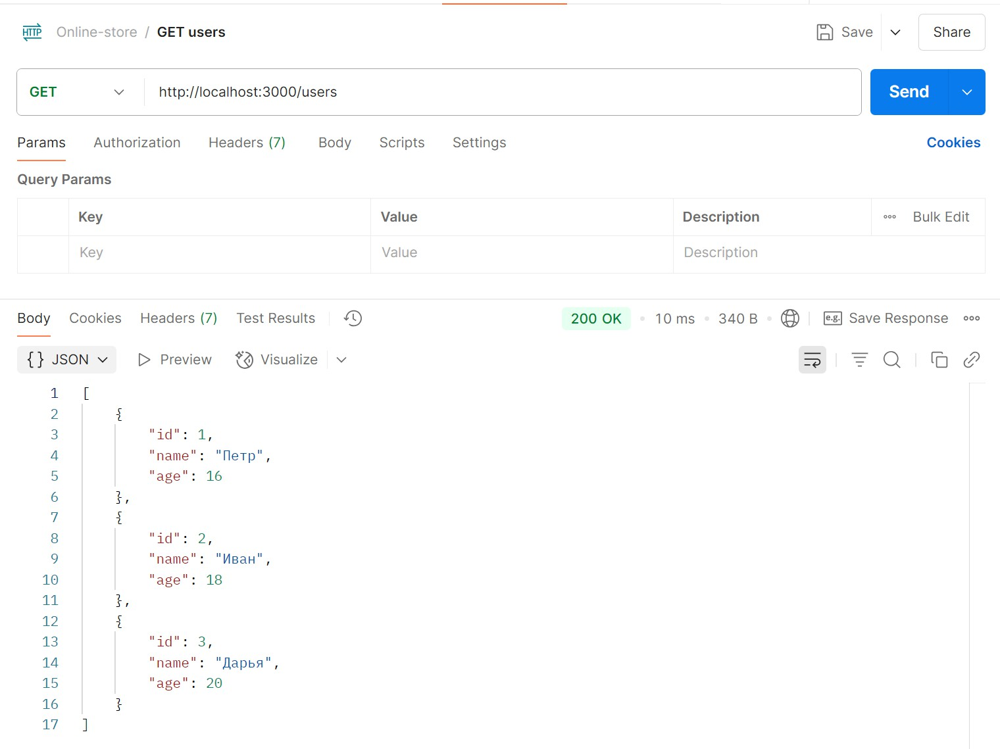 HTTP Online-store / GET users Save Share
GET http://localhost:3000/users Send
Params Authorization Headers (7) Body Scripts Settings Cookies
Query Params
Key Value Description Bulk Edit
Key Value Description
Body Cookies Headers (7) Test Results 200 OK • 10 ms • 340 B • e.g. Save Response
{} JSON Preview Visualize
1 [
2 {
3 "id": 1,
4 "name": "Петр",
5 "age": 16
6 },
7 {
8 "id": 2,
9 "name": "Иван",
10 "age": 18
11 },
12 {
13 "id": 3,
14 "name": "Дарья",
15 "age": 20
16 }
17 ]